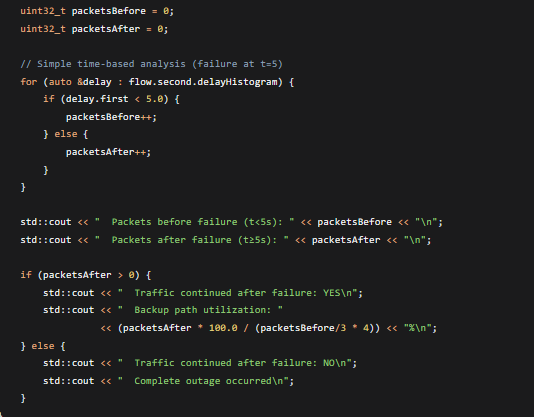 uint32_t packetsBefore = 0;
uint32_t packetsAfter = 0;

// Simple time-based analysis (failure at t=5)
for (auto &delay : flow.second.delayHistogram) {
    if (delay.first < 5.0) {
        packetsBefore++;
    } else {
        packetsAfter++;
    }
}

std::cout << "  Packets before failure (t<5s): " << packetsBefore << "\n";
std::cout << "  Packets after failure (t≥5s): " << packetsAfter << "\n";

if (packetsAfter > 0) {
    std::cout << "  Traffic continued after failure: YES\n";
    std::cout << "  Backup path utilization: "
              << (packetsAfter * 100.0 / (packetsBefore/3 * 4)) << "%\n";
} else {
    std::cout << "  Traffic continued after failure: NO\n";
    std::cout << "  Complete outage occurred\n";
}